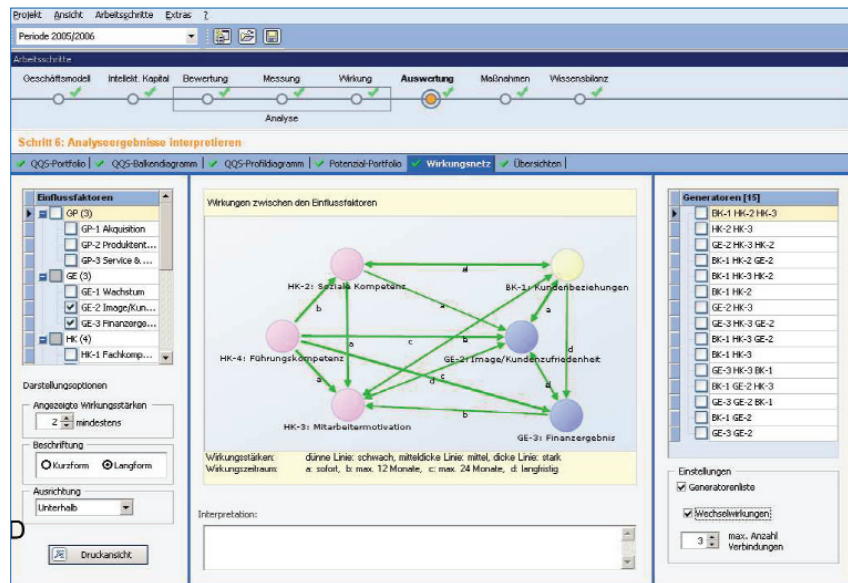 Projekt Ansicht Arbeitsschritte Extras ?
Periode 2005/2006
Arbeitsschritte
Geschäftsmodell Intellekt. Kapital Bewertung Messung Wirkung Auswertung Maßnahmen Wissensbilanz
Analyse
Schritt 6: Analyseergebnisse interpretieren
QQS-Portfolio QQS-Balkendiagramm QQS-Profildiagramm Potenzial-Portfolio Wirkungsnetz Übersichten
Einflussfaktoren
GP (3)
GP-1 Akquisition
GP-2 Produktent...
GP-3 Service & ...
GE (3)
GE-1 Wachstum
GE-2 Image/Kun...
GE-3 Finanzerge...
HK (4)
HK-1 Fachkomp...
Darstellungsoptionen
Angezeigte Wirkungsstärken
2 mindestens
Beschriftung
Kurzform Langform
Ausrichtung
Unterhalb
D
Druckansicht
Wirkungen zwischen den Einflussfaktoren
HK-2: Soziale Kompetenz
BK-1: Kundenbeziehungen
HK-4: Führungskompetenz
GE-2: Image/Kundenzufriedenheit
HK-3: Mitarbeitermotivation
GE-3: Finanzergebnis
d
a
b
a
c
b
d
c
d
a
b
Wirkungsstärken: dünne Linie: schwach, mitteldicke Linie: mittel, dicke Linie: stark
Wirkungszeitraum: a: sofort, b: max. 12 Monate, c: max. 24 Monate, d: langfristig
Interpretation:
Generatoren [15]
BK-1 HK-2 HK-3
HK-2 HK-3
GE-2 HK-3 HK-2
BK-1 HK-2 GE-2
BK-1 HK-3 HK-2
BK-1 HK-2
GE-2 HK-3
GE-3 HK-3 GE-2
BK-1 HK-3
GE-3 HK-3 BK-1
BK-1 GE-2 HK-3
GE-3 GE-2 BK-1
BK-1 GE-2
GE-3 GE-2
Einstellungen
Generatorenliste
Wechselwirkungen
3 max. Anzahl
Verbindungen